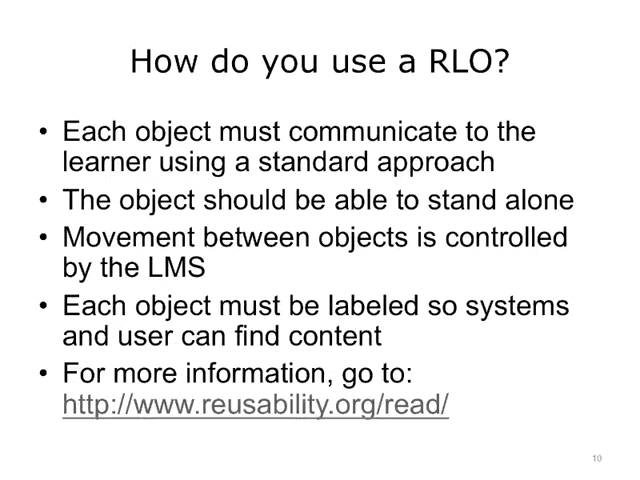 How do you use a RLO?
• Each object must communicate to the
learner using a standard approach
• The object should be able to stand alone
• Movement between objects is controlled
by the LMS
• Each object must be labeled so systems
and user can find content
• For more information, go to:
http://www.reusability.org/read/
10